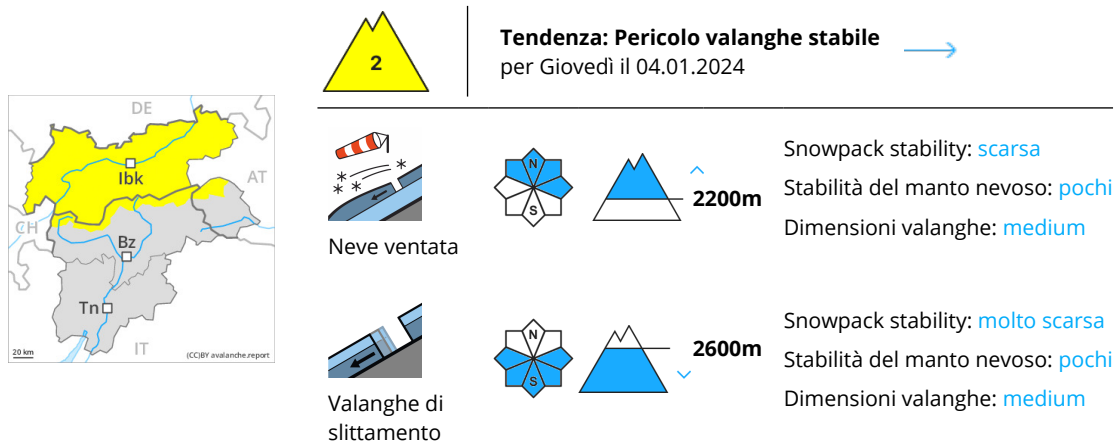 2
Tendenza: Pericolo valanghe stabile
per Giovedì il 04.01.2024
DE
AT
Ibk
CH
Bz
Tn
IT
20 km
(CC)BY avalanche.report
N
S
2200m
Neve ventata
Snowpack stability: scarsa
Stabilità del manto nevoso: pochi
Dimensioni valanghe: medium
N
S
2600m
Valanghe di
slittamento
Snowpack stability: molto scarsa
Stabilità del manto nevoso: pochi
Dimensioni valanghe: medium